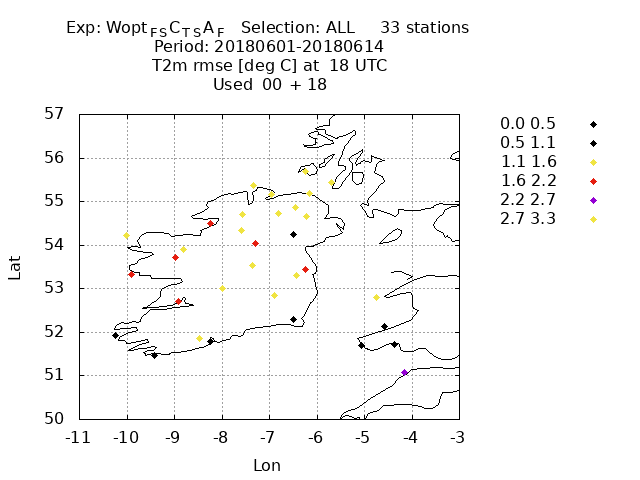 Exp: Wopt FS C TS A F   Selection: ALL   33 stations
Period: 20180601-20180614
T2m rmse [deg C] at 18 UTC
Used 00 + 18
57
56
55
54
53
52
51
50
-11 -10 -9 -8 -7 -6 -5 -4 -3
Lat
Lon
0.0 0.5
0.5 1.1
1.1 1.6
1.6 2.2
2.2 2.7
2.7 3.3